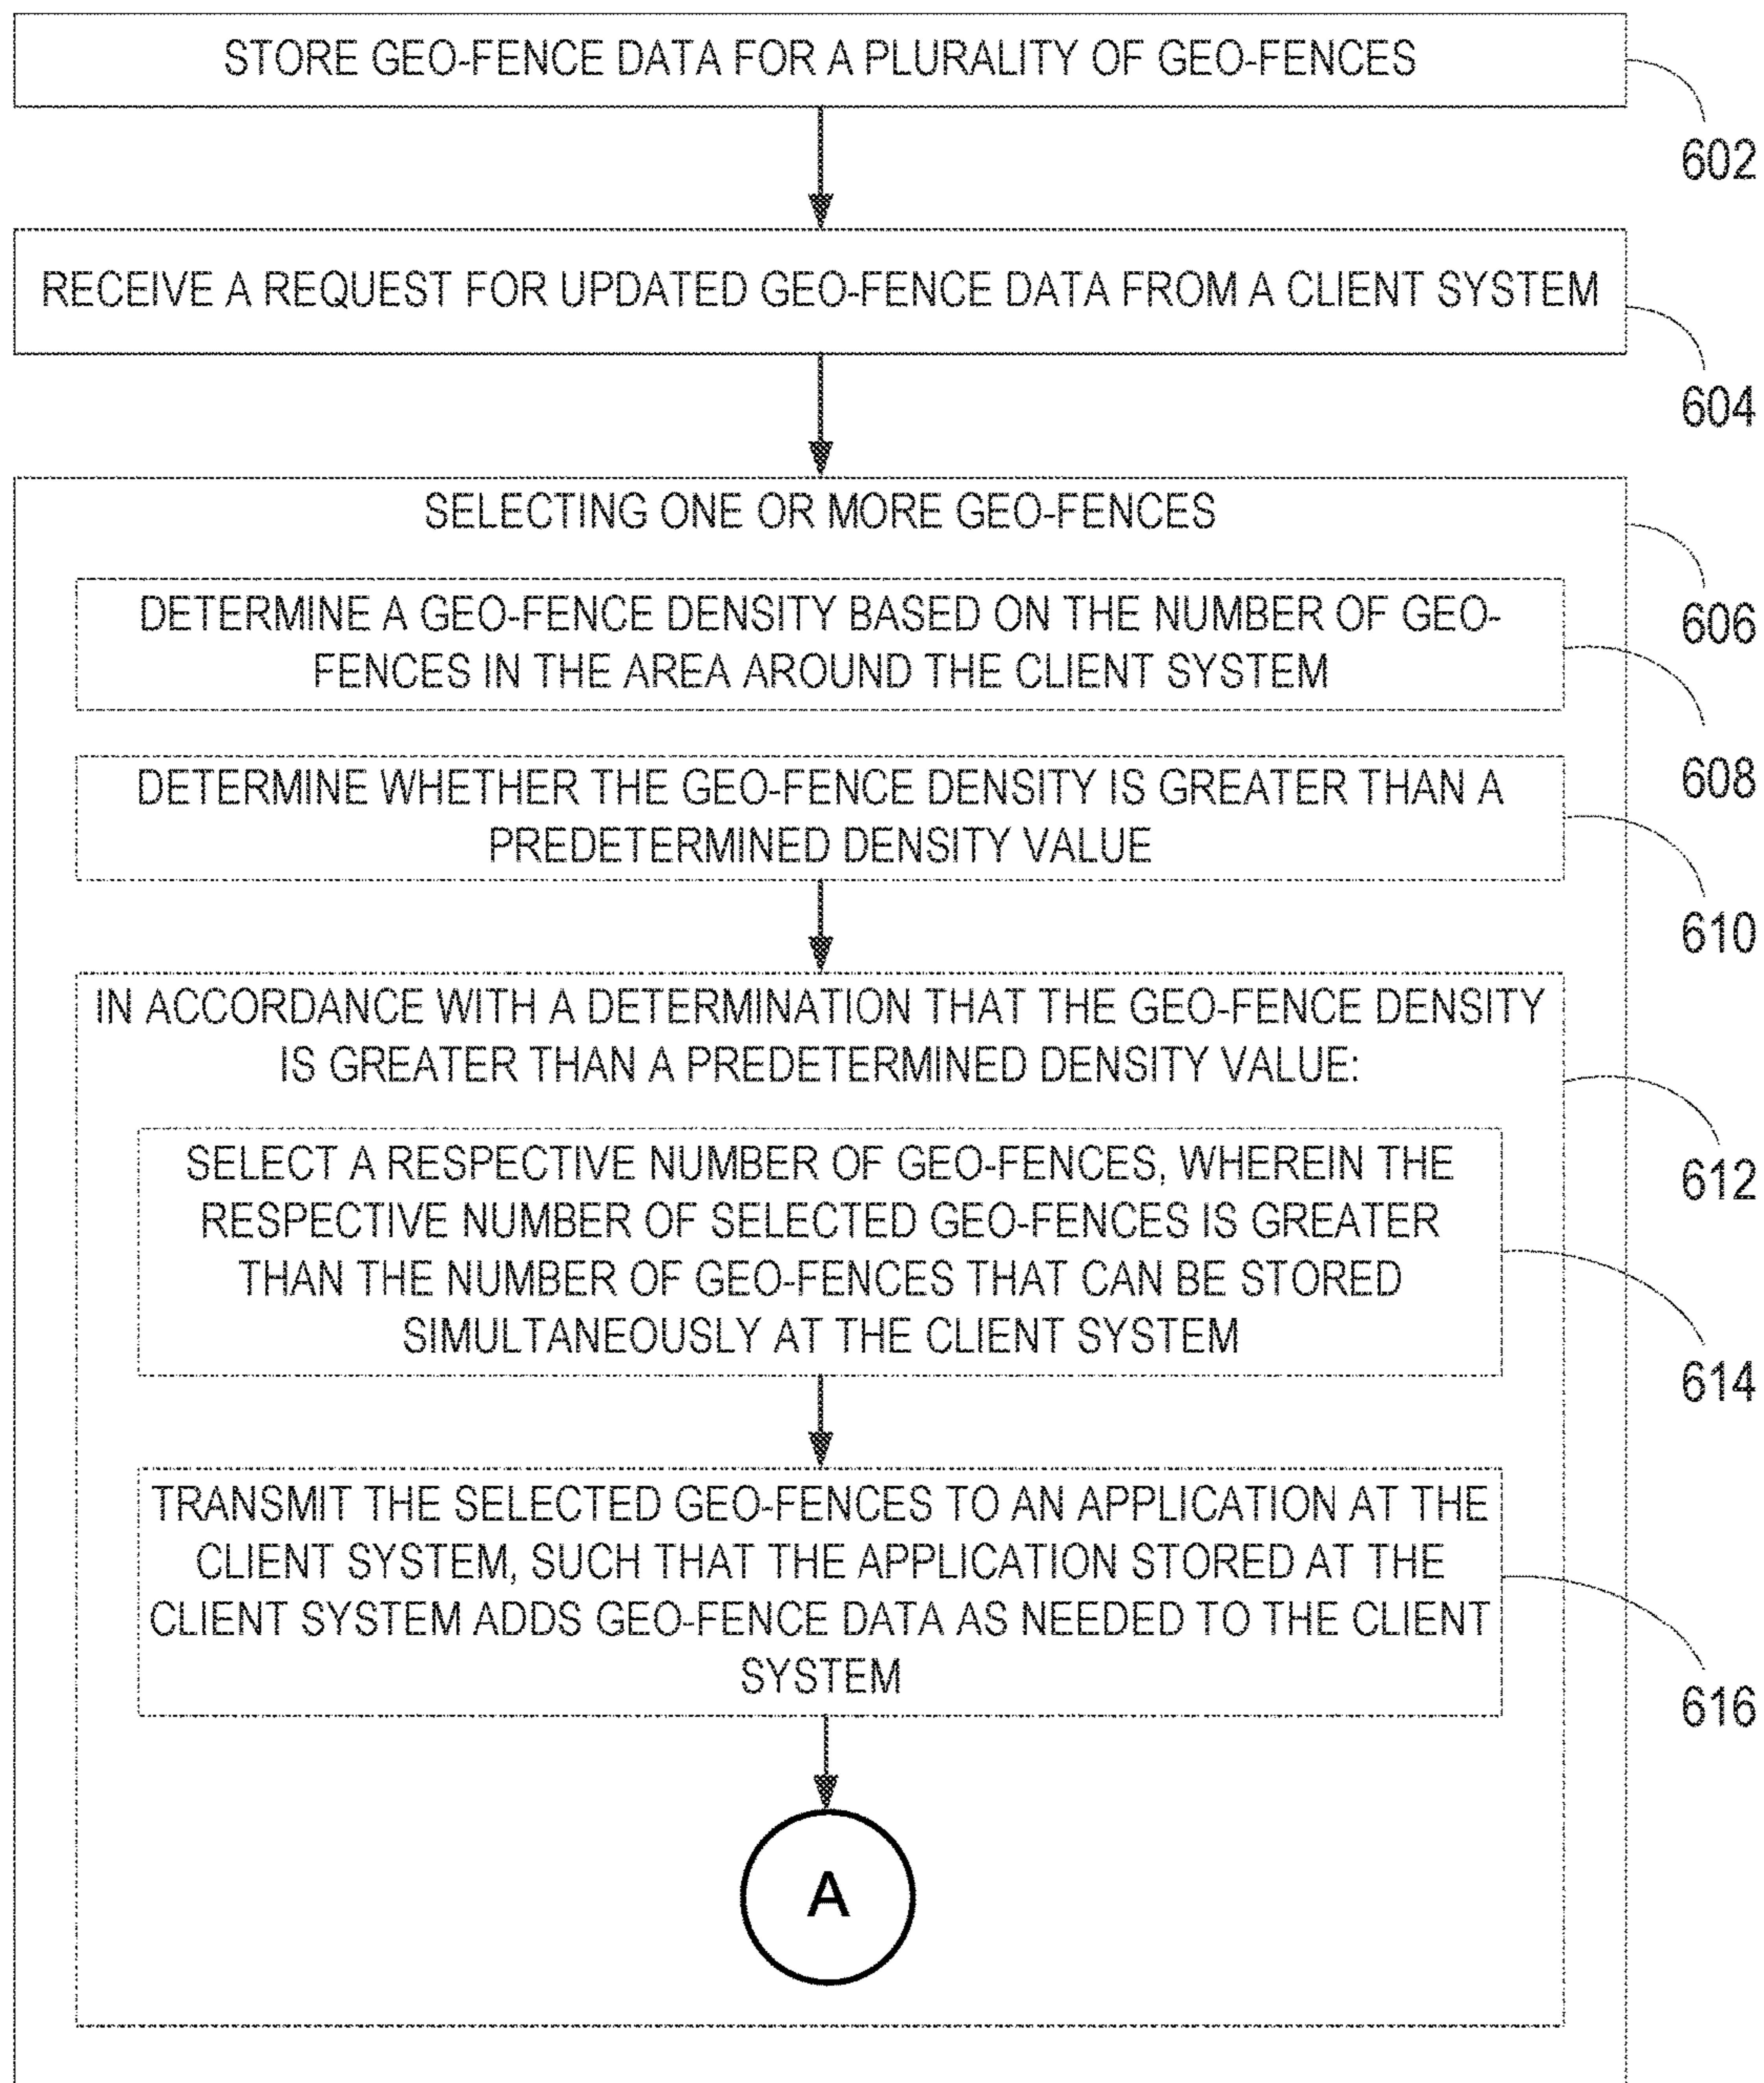 STORE GEO-FENCE DATA FOR A PLURALITY OF GEO-FENCES
602
RECEIVE A REQUEST FOR UPDATED GEO-FENCE DATA FROM A CLIENT SYSTEM
604
SELECTING ONE OR MORE GEO-FENCES
606
DETERMINE A GEO-FENCE DENSITY BASED ON THE NUMBER OF GEO-
FENCES IN THE AREA AROUND THE CLIENT SYSTEM
608
DETERMINE WHETHER THE GEO-FENCE DENSITY IS GREATER THAN A
PREDETERMINED DENSITY VALUE
610
IN ACCORDANCE WITH A DETERMINATION THAT THE GEO-FENCE DENSITY
IS GREATER THAN A PREDETERMINED DENSITY VALUE:
612
SELECT A RESPECTIVE NUMBER OF GEO-FENCES, WHEREIN THE
RESPECTIVE NUMBER OF SELECTED GEO-FENCES IS GREATER
THAN THE NUMBER OF GEO-FENCES THAT CAN BE STORED
SIMULTANEOUSLY AT THE CLIENT SYSTEM
614
TRANSMIT THE SELECTED GEO-FENCES TO AN APPLICATION AT THE
CLIENT SYSTEM, SUCH THAT THE APPLICATION STORED AT THE
CLIENT SYSTEM ADDS GEO-FENCE DATA AS NEEDED TO THE CLIENT
SYSTEM
616
A